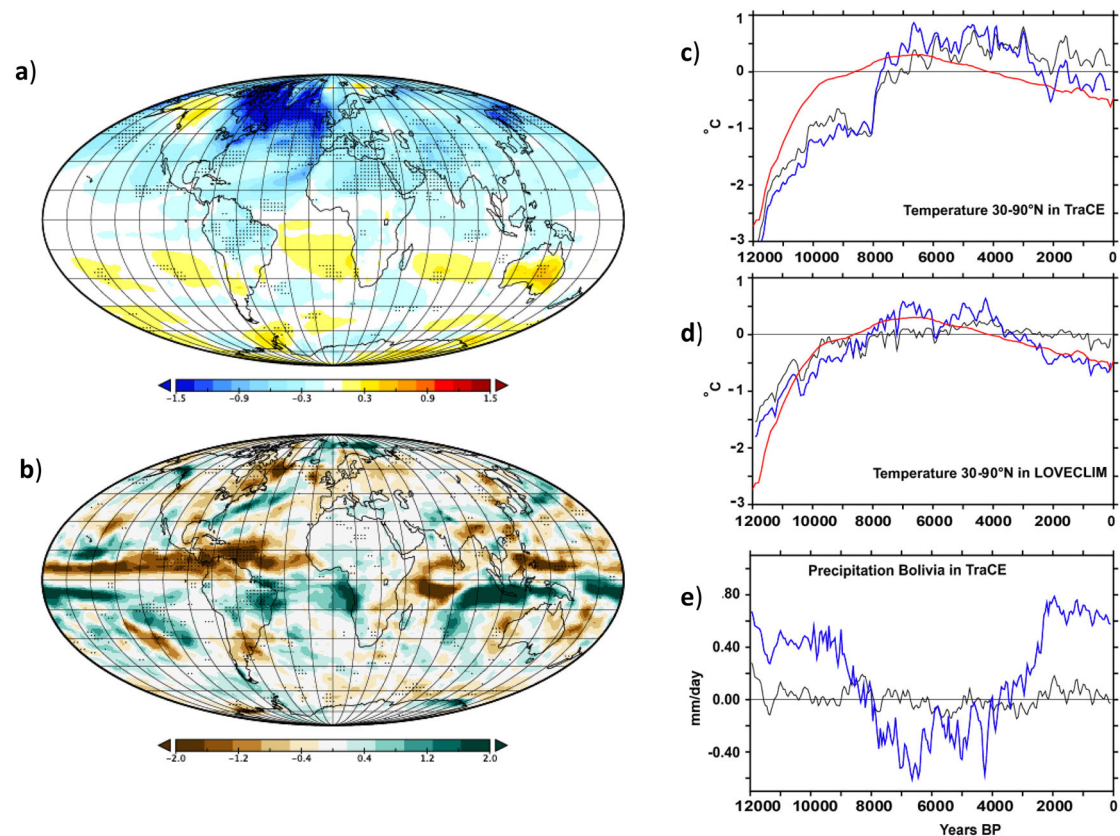 a)
-1.5 -0.9 -0.3 0.3 0.9 1.5
b)
-2.0 -1.2 -0.4 0.4 1.2 2.0
c)
1
0
-1
-2
-3
°C
Temperature 30-90°N in TraCE
12000 10000 8000 6000 4000 2000 0
d)
0
-1
-2
-3
°C
Temperature 30-90°N in LOVECLIM
12000 10000 8000 6000 4000 2000 0
e)
Precipitation Bolivia in TraCE
.80
0.40
0.00
-0.40
mm/day
12000 10000 8000 6000 4000 2000 0
Years BP